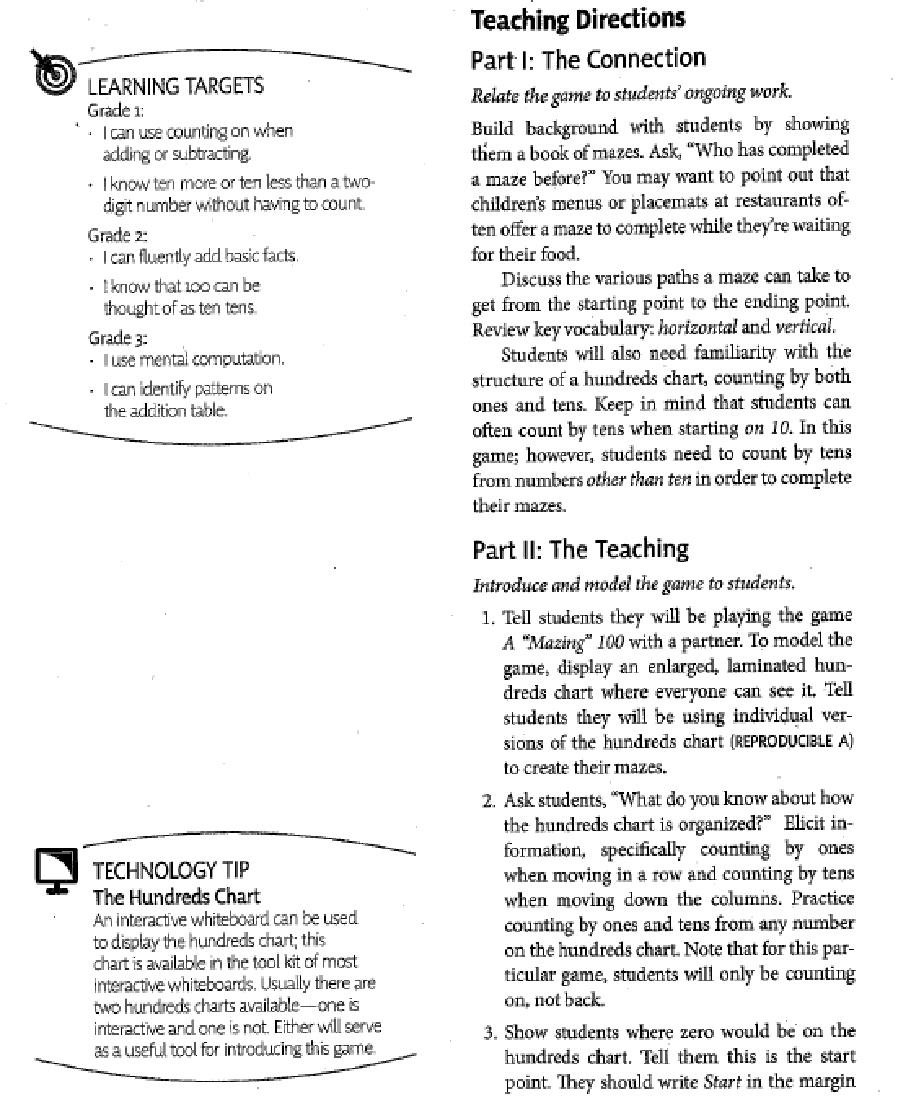 LEARNING TARGETS
Grade 1:
· I can use counting on when
adding or subtracting.
· I know ten more or ten less than a two-
digit number without having to count.
Grade 2:
· I can fluently add basic facts.
· I know that 100 can be
thought of as ten tens.
Grade 3:
· I use mental computation.
· I can identify patterns on
the addition table.
TECHNOLOGY TIP
The Hundreds Chart
An interactive whiteboard can be used
to display the hundreds chart; this
chart is available in the tool kit of most
interactive whiteboards. Usually there are
two hundreds charts available—one is
interactive and one is not. Either will serve
as a useful tool for introducing this game.
Teaching Directions
Part I: The Connection
Relate the game to students' ongoing work.
Build background with students by showing
them a book of mazes. Ask, “Who has completed
a maze before?” You may want to point out that
children's menus or placemats at restaurants of-
ten offer a maze to complete while they're waiting
for their food.
Discuss the various paths a maze can take to
get from the starting point to the ending point.
Review key vocabulary: horizontal and vertical.
Students will also need familiarity with the
structure of a hundreds chart, counting by both
ones and tens. Keep in mind that students can
often count by tens when starting on 10. In this
game; however, students need to count by tens
from numbers other than ten in order to complete
their mazes.
Part II: The Teaching
Introduce and model the game to students.
1. Tell students they will be playing the game
A “Mazing” 100 with a partner. To model the
game, display an enlarged, laminated hun-
dreds chart where everyone can see it. Tell
students they will be using individual ver-
sions of the hundreds chart (REPRODUCIBLE A)
to create their mazes.
2. Ask students, “What do you know about how
the hundreds chart is organized?” Elicit in-
formation, specifically counting by ones
when moving in a row and counting by tens
when moving down the columns. Practice
counting by ones and tens from any number
on the hundreds chart. Note that for this par-
ticular game, students will only be counting
on, not back.
3. Show students where zero would be on the
hundreds chart. Tell them this is the start
point. They should write Start in the margin